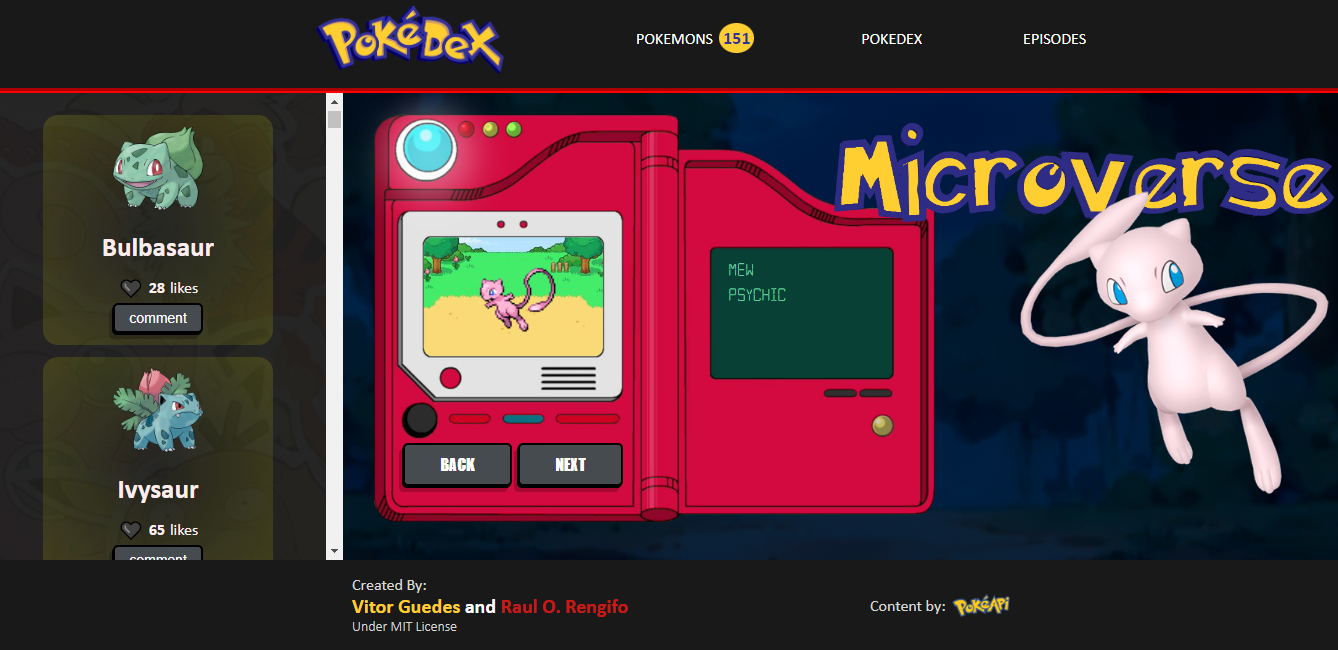 PoKéDeX
POKEMONS 151
POKEDEX
EPISODES
Bulbasaur
28 likes
comment
Ivysaur
65 likes
comment
Microverse
MEW
PSYCHIC
BACK
NEXT
Created By:
Vitor Guedes and Raul O. Rengifo
Under MIT License
Content by: PokéApi